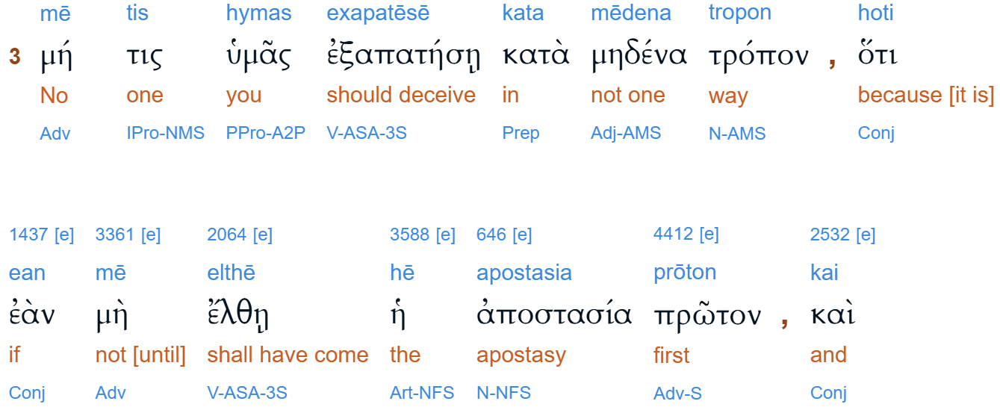 mē tis hymas exapatēsē kata mēdena tropon hoti
3 μή τις ὑμᾶς ἐξαπατήσῃ κατὰ μηδένα τρόπον , ὅτι
No one you should deceive in not one way because [it is]
Adv IPro-NMS PPro-A2P V-ASA-3S Prep Adj-AMS N-AMS Conj
1437 [e] 3361 [e] 2064 [e] 3588 [e] 646 [e] 4412 [e] 2532 [e]
ean mē elthē hē apostasia prōton kai
ἐὰν μὴ ἔλθῃ ἡ ἀποστασία πρῶτον , καὶ
if not [until] shall have come the apostasy first and
Conj Adv V-ASA-3S Art-NFS N-NFS Adv-S Conj